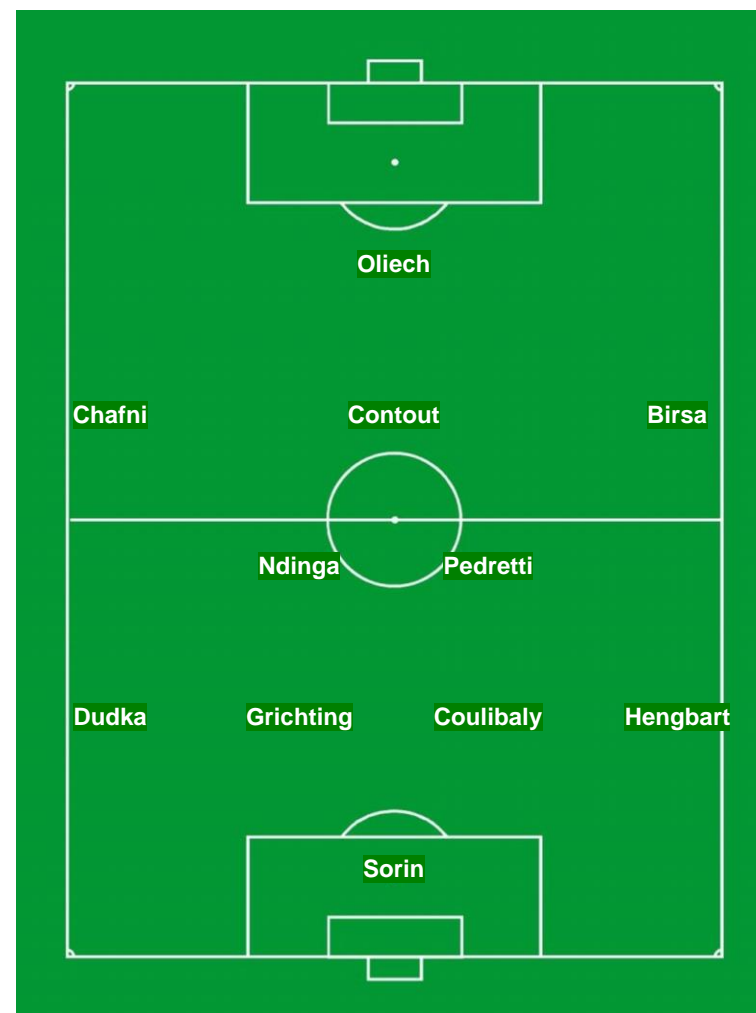 Oliech
Chafni Contout Birsa
Ndinga Pedretti
Dudka Grichting Coulibaly Hengbart
Sorin